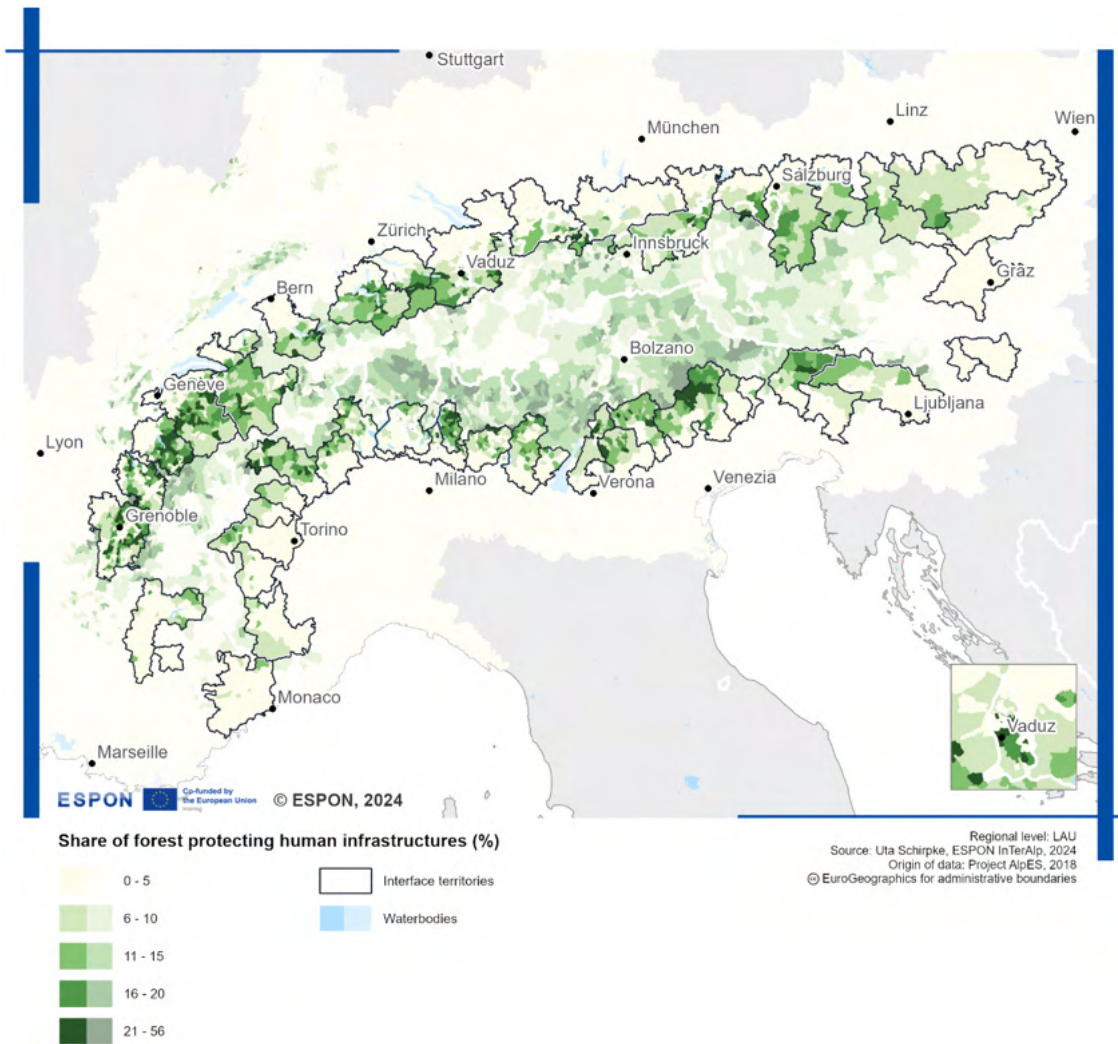 Stuttgart
Linz
Wien
München
Salzburg
Zürich
Innsbruck
Vaduz
Gräz
Bern
Bolzano
Genève
Ljubljana
Lyon
Milano
Verona
Venezia
Grenoble
Torino
Monaco
Vaduz
Marseille
ESPON
Co-funded by
the European Union
Interreg
© ESPON, 2024
Share of forest protecting human infrastructures (%)
0 - 5
6 - 10
11 - 15
16 - 20
21 - 56
Interface territories
Waterbodies
Regional level: LAU
Source: Uta Schirpke, ESPON InTerAlp, 2024
Origin of data: Project AlpES, 2018
cc EuroGeographics for administrative boundaries